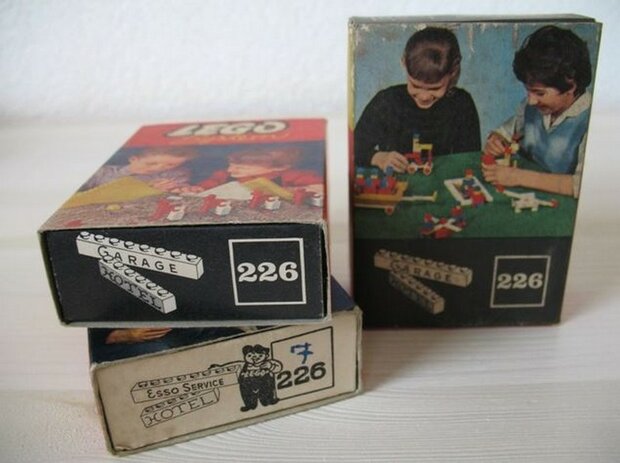 LEGO
GARAGE
HOTEL
226
ESSO SERVICE
HOTEL
LEGO
7
226
GARAGE
HOTEL
226